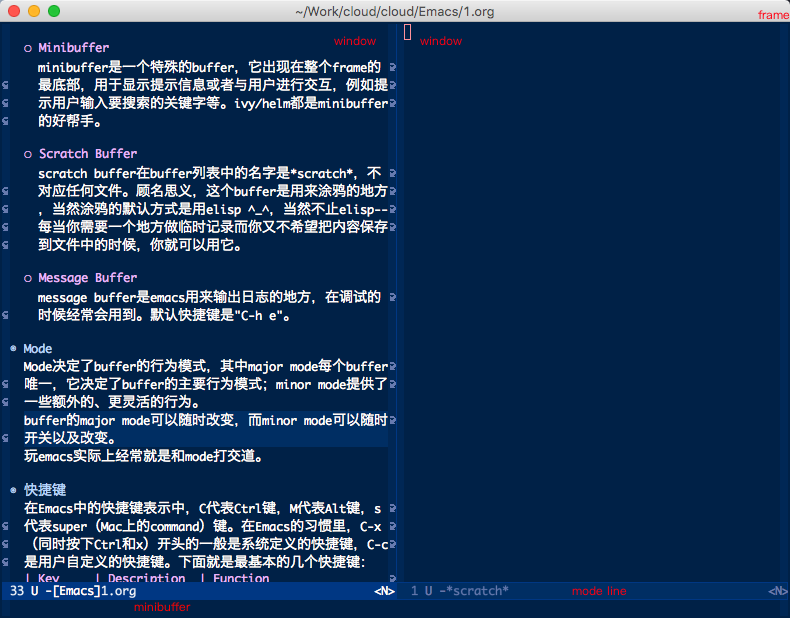 ~/Work/cloud/cloud/Emacs/1.org
frame
window
window
Minibuffer
minibuffer是一个特殊的buffer，它出现在整个frame的
最底部，用于显示提示信息或者与用户进行交互，例如提
示用户输入要搜索的关键字等。ivy/helm都是minibuffer
的好帮手。
Scratch Buffer
scratch buffer在buffer列表中的名字是*scratch*，不
对应任何文件。顾名思义，这个buffer是用来涂鸦的地方
，当然涂鸦的默认方式是用elisp ^_^，当然不止elisp--
每当你需要一个地方做临时记录而你又不希望把内容保存
到文件中的时候，你就可以用它。
Message Buffer
message buffer是emacs用来输出日志的地方，在调试的
时候经常会用到。默认快捷键是"C-h e"。
Mode
Mode决定了buffer的行为模式，其中major mode每个buffer
唯一，它决定了buffer的主要行为模式；minor mode提供了
一些额外的、更灵活的行为。
buffer的major mode可以随时改变，而minor mode可以随时
开关以及改变。
玩emacs实际上经常就是和mode打交道。
快捷键
在Emacs中的快捷键表示中，C代表Ctrl键，M代表Alt键，s
代表super（Mac上的command）键。在Emacs的习惯里，C-x
（同时按下Ctrl和x）开头的一般是系统定义的快捷键，C-c
是用户自定义的快捷键。下面就是最基本的几个快捷键：
| Key | Description | Function
33 U -[Emacs]1.org <N>
1 U -*scratch* mode line <N>
minibuffer